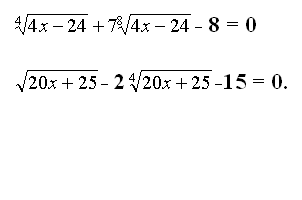 ⁴√(4x − 24) + 7⁸√(4x − 24) − 8 = 0
√(20x + 25) − 2 ⁴√(20x + 25) − 15 = 0.